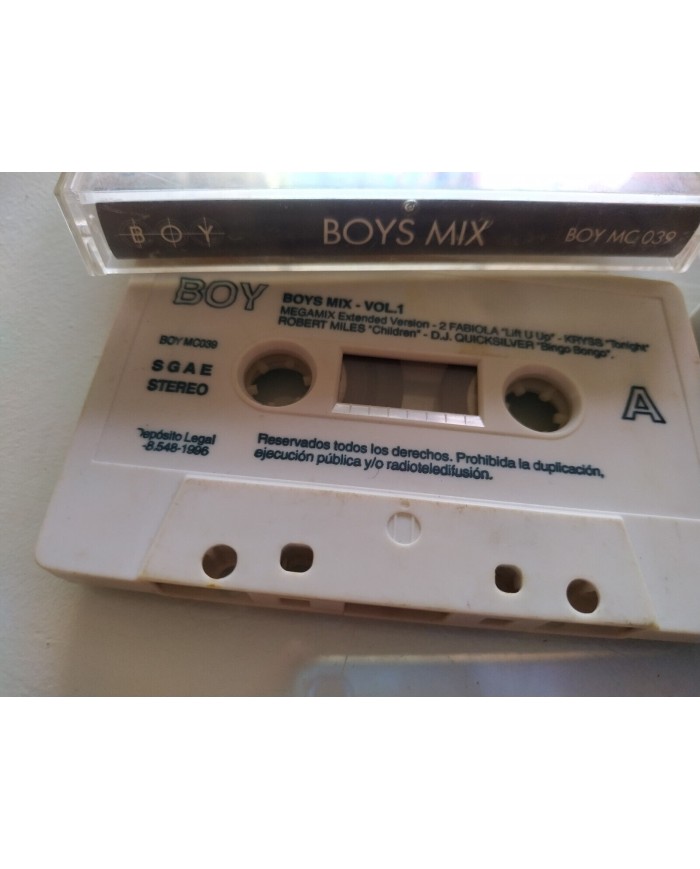 BOY BOYS MIX BOY MC 039
BOY
BOYS MIX - VOL.1
MEGAMIX Extended Version - 2 FABIOLA "Lift U Up" - KRYSS "Tonight"
ROBERT MILES "Children" - D.J. QUICKSILVER "Bingo Bongo".
BOY MC039
SGAE
STEREO
A
Depósito Legal
-B.548-1996
Reservados todos los derechos. Prohibida la duplicación,
ejecución pública y/o radioteledifusión.